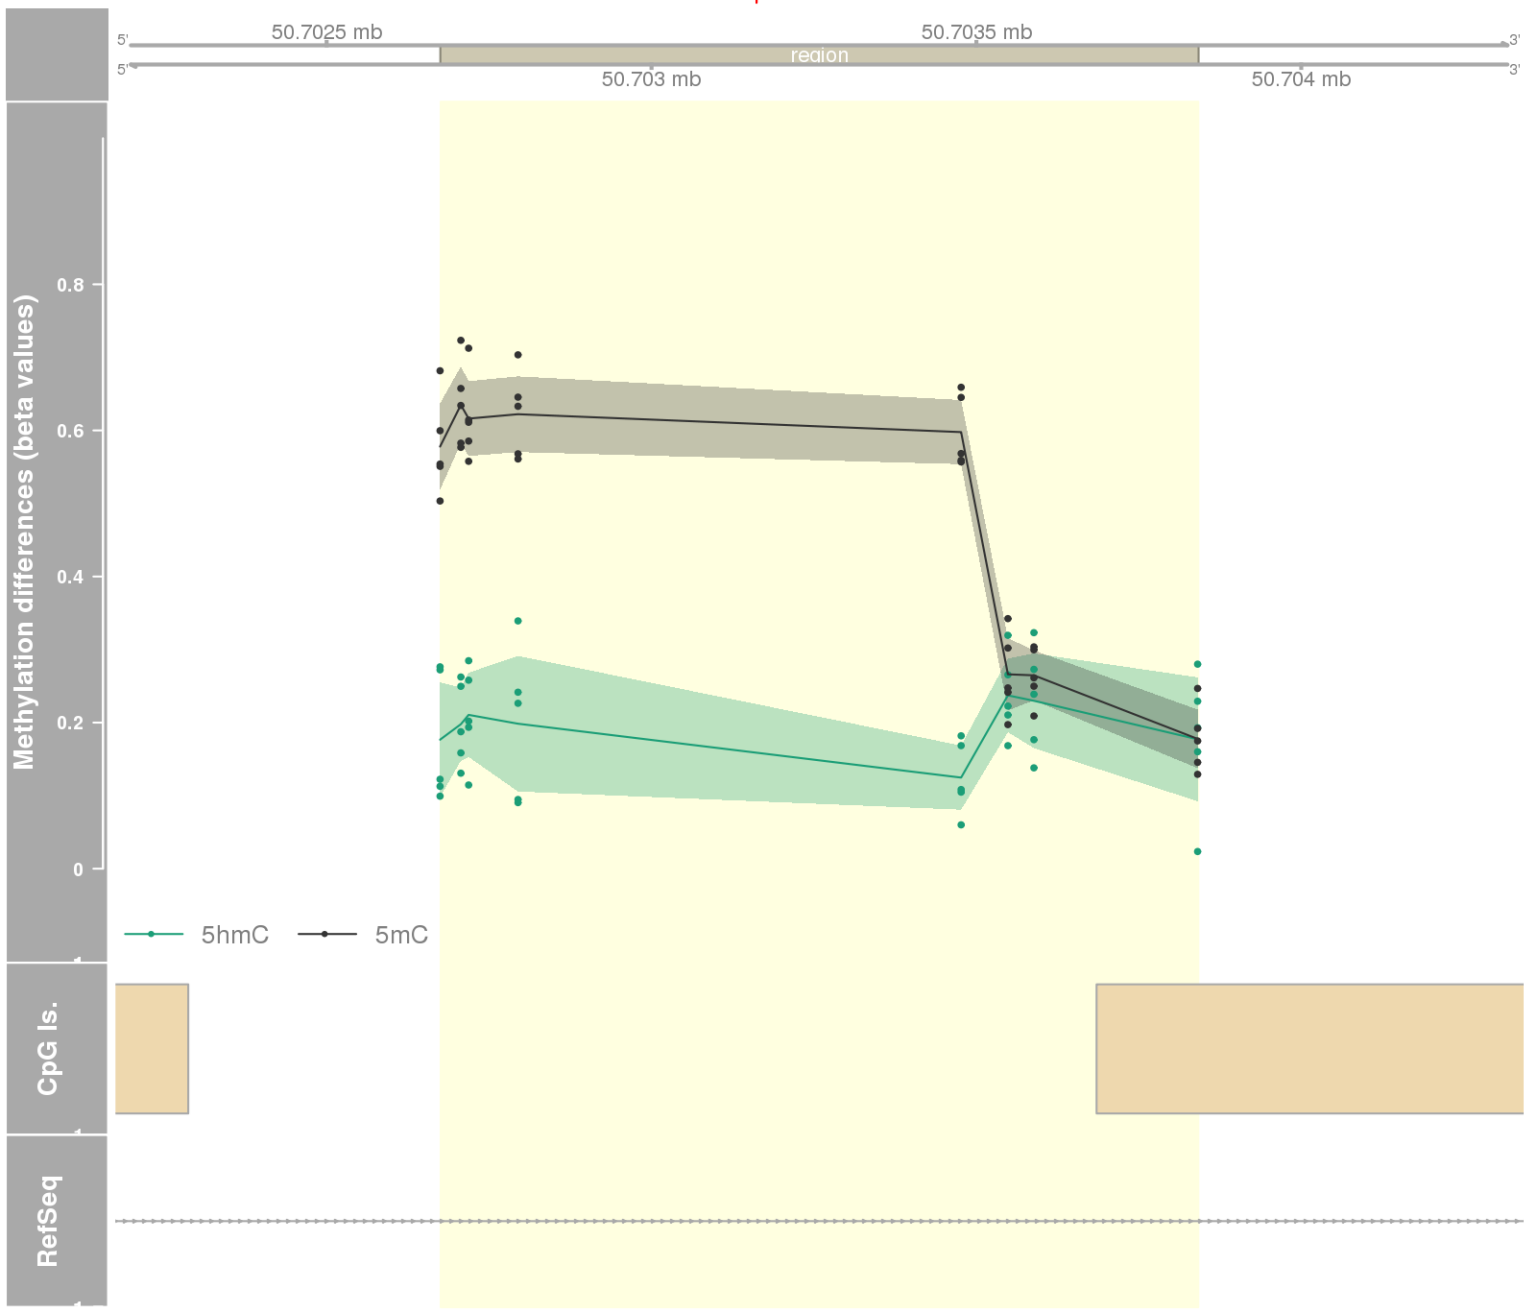 50.7025 mb
50.7035 mb
5'
3'
region
5'
3'
50.703 mb
50.704 mb
Methylation differences (beta values)
0.8
0.6
0.4
0.2
0
5hmC
5mC
CpG Is.
RefSeq